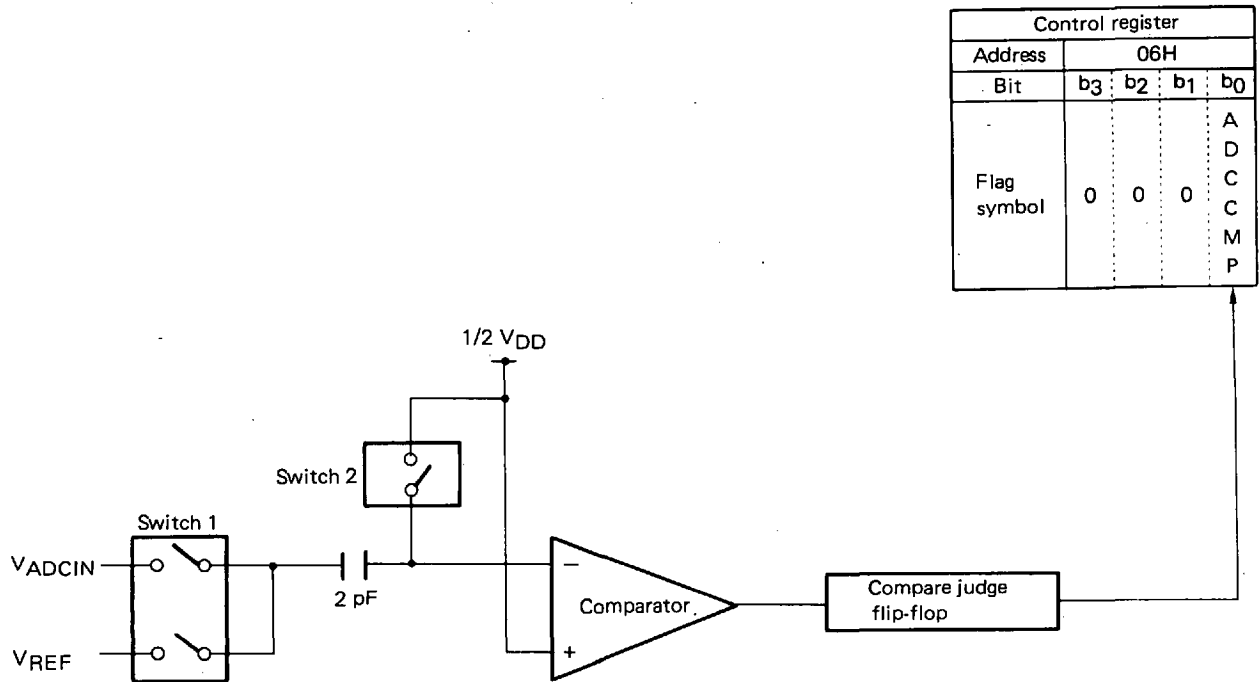 Control register
Address 06H
Bit b3 b2 b1 b0
Flag symbol 0 0 0 ADCCMP
1/2 VDD
Switch 2
Switch 1
VADCIN
2 pF
VREF
−
Comparator
+
Compare judge
flip-flop